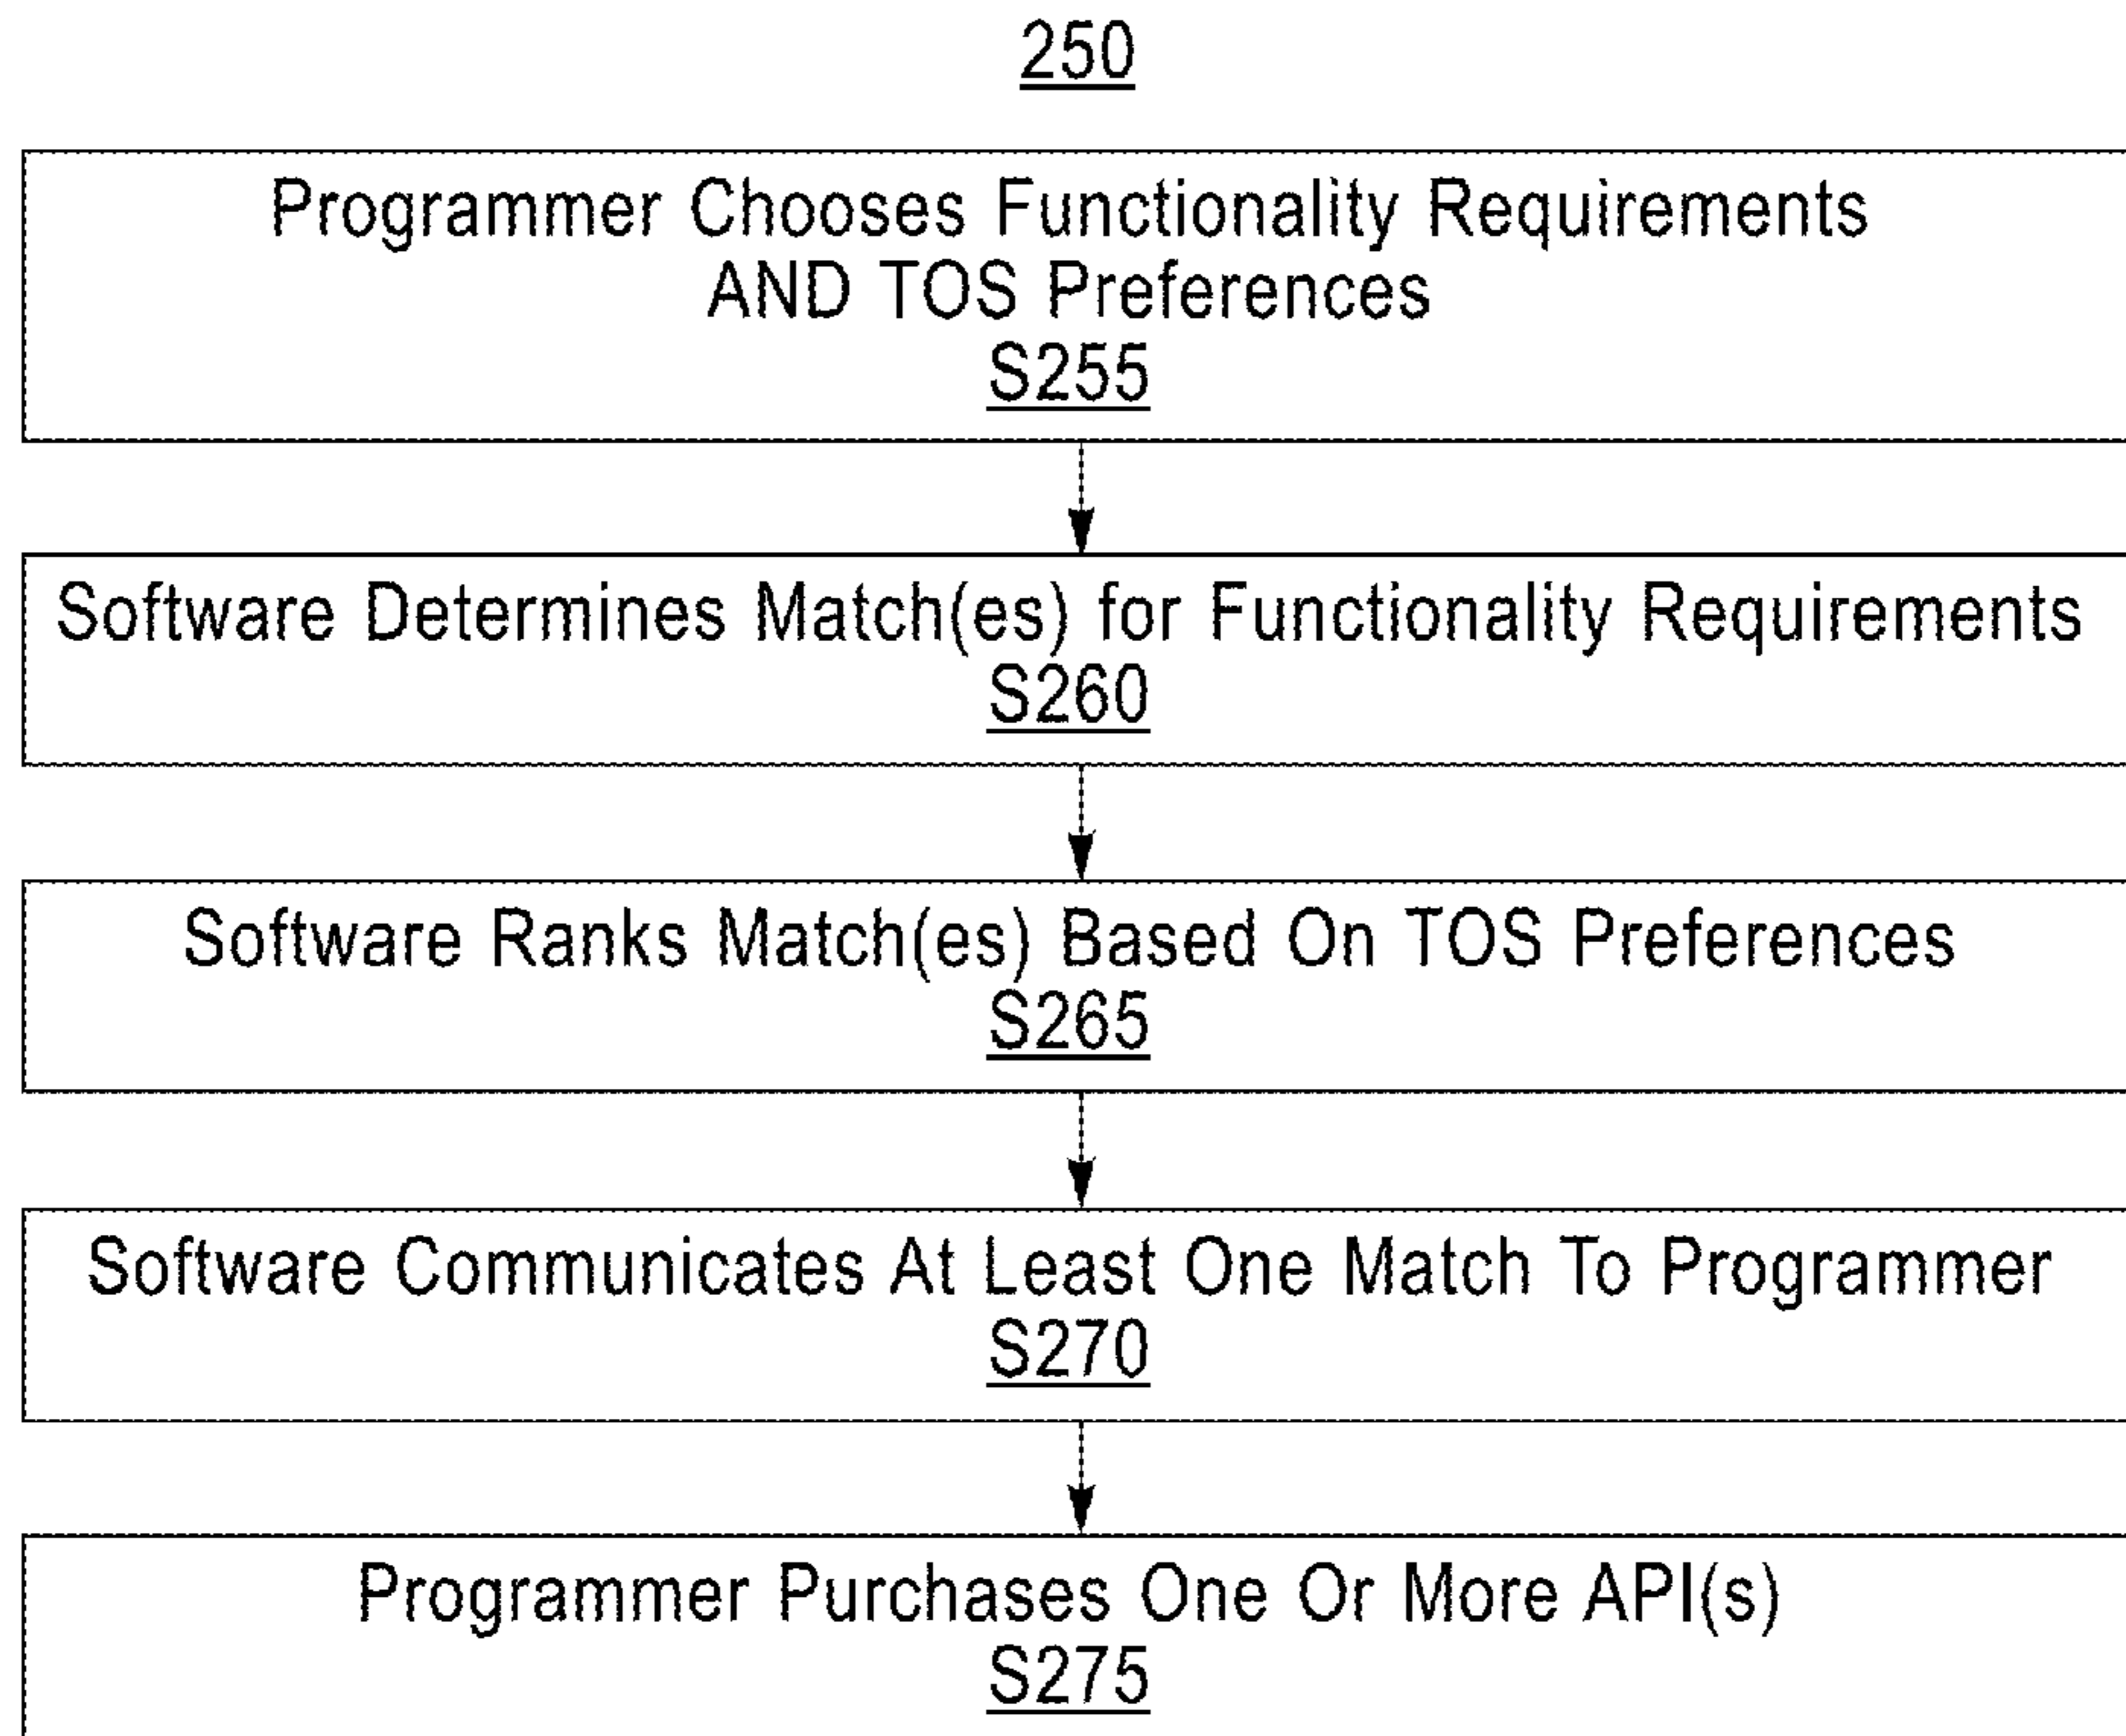 250
Programmer Chooses Functionality Requirements
AND TOS Preferences
S255
Software Determines Match(es) for Functionality Requirements
S260
Software Ranks Match(es) Based On TOS Preferences
S265
Software Communicates At Least One Match To Programmer
S270
Programmer Purchases One Or More API(s)
S275